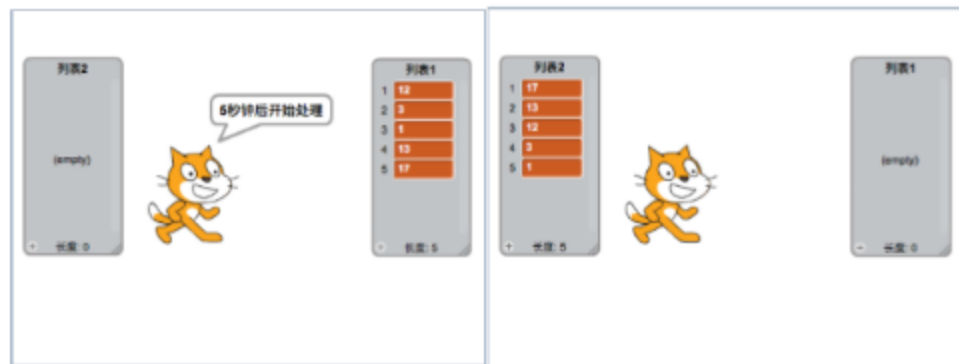 列表2
(empty)
长度: 0
5秒钟后开始处理
列表1
1 12
2 3
3 1
4 13
5 17
长度: 5
列表2
1 17
2 13
3 12
4 3
5 1
+ 长度: 5
列表1
(empty)
长度: 0